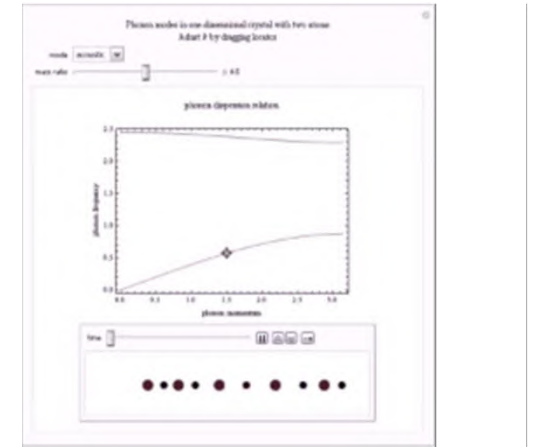 Phonon modes in one dimensional crystal with two atoms
Adjust k by dragging locator
mode acoustic
mass ratio
phonon dispersion relation
2.5
2.0
1.5
1.0
0.5
0.0
phonon frequency
0.0 0.5 1.0 1.5 2.0 2.5 3.0
phonon momentum
time